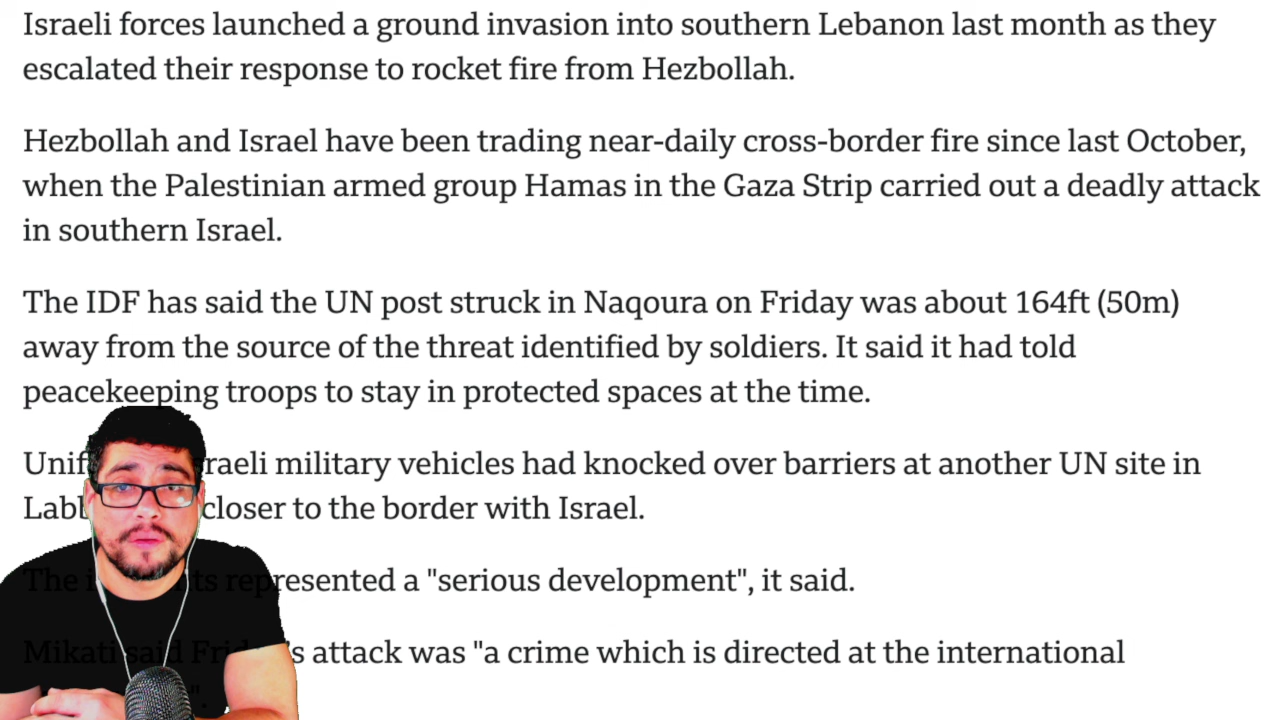 Israeli forces launched a ground invasion into southern Lebanon last month as they
escalated their response to rocket fire from Hezbollah.
Hezbollah and Israel have been trading near-daily cross-border fire since last October,
when the Palestinian armed group Hamas in the Gaza Strip carried out a deadly attack
in southern Israel.
The IDF has said the UN post struck in Naqoura on Friday was about 164ft (50m)
away from the source of the threat identified by soldiers. It said it had told
peacekeeping troops to stay in protected spaces at the time.
military vehicles had knocked over barriers at another UN site in
closer to the border with Israel.
The represented a "serious development", it said.
Mikati said attack was "a crime which is directed at the international